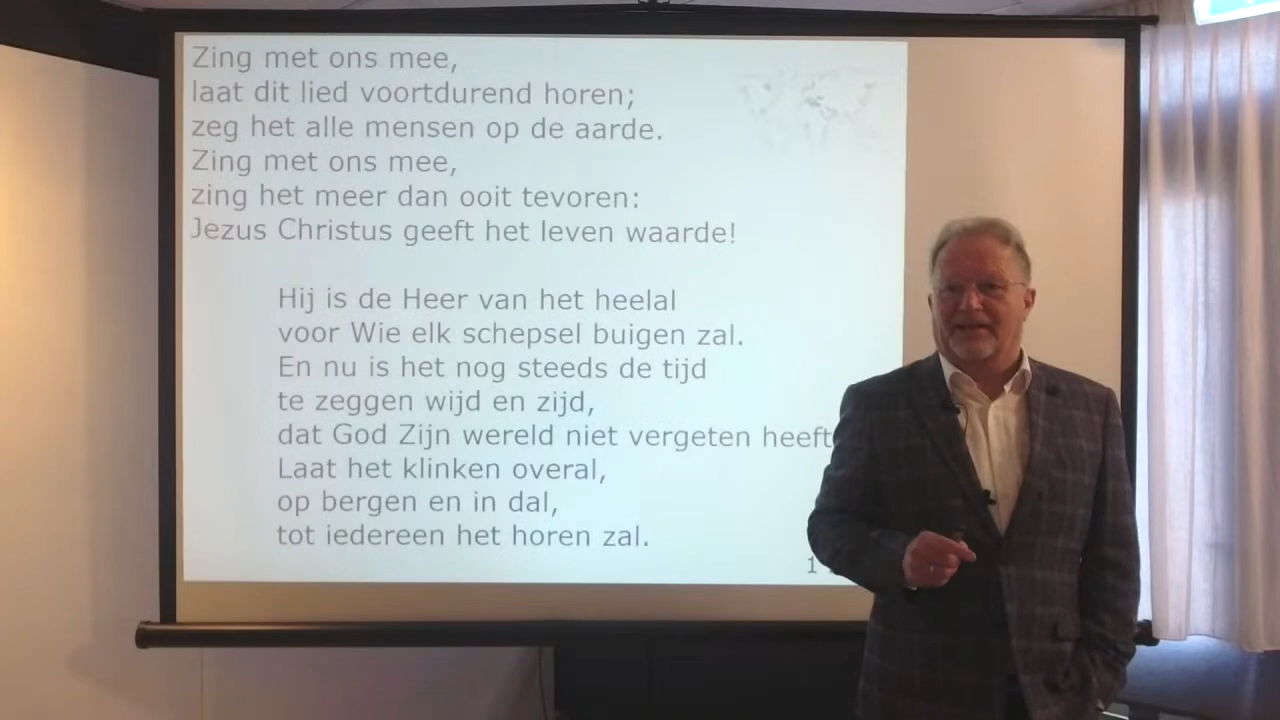 Zing met ons mee,
laat dit lied voortdurend horen;
zeg het alle mensen op de aarde.
Zing met ons mee,
zing het meer dan ooit tevoren:
Jezus Christus geeft het leven waarde!
Hij is de Heer van het heelal
voor Wie elk schepsel buigen zal.
En nu is het nog steeds de tijd
te zeggen wijd en zijd,
dat God Zijn wereld niet vergeten heeft
Laat het klinken overal,
op bergen en in dal,
tot iedereen het horen zal.
1